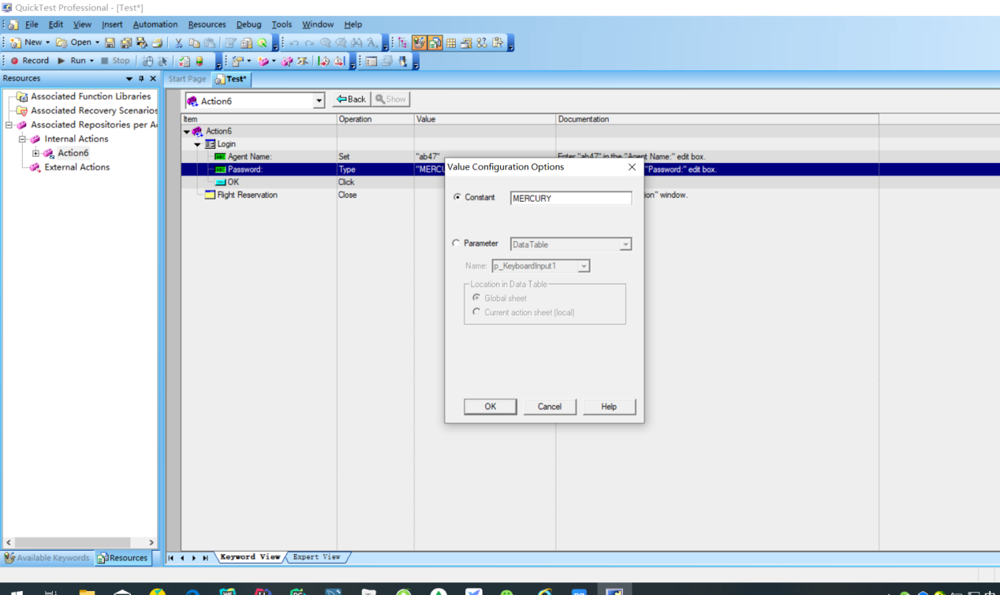 QuickTest Professional - [Test*]
File Edit View Insert Automation Resources Debug Tools Window Help
New Open
Record Run Stop
Resources
Start Page Test*
Associated Function Libraries
Associated Recovery Scenarios
Associated Repositories per A
Internal Actions
Action6
External Actions
Action6 Back Show
Item Operation Value Documentation
Action6
Login
Agent Name: Set "ab47" Enter "ab47" in the "Agent Name:" edit box.
Password: Type "MERCU "Password:" edit box.
OK Click
Flight Reservation Close ion" window.
Value Configuration Options
Constant MERCURY
Parameter DataTable
Name: p_KeyboardInput1
Location in Data Table
Global sheet
Current action sheet (local)
OK Cancel Help
Available Keywords Resources
Keyword View Expert View